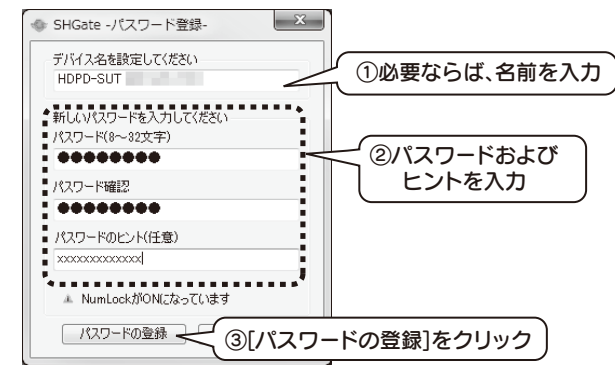 SHGate -パスワード登録-
デバイス名を設定してください
HDPD-SUT
①必要ならば、名前を入力
新しいパスワードを入力してください
パスワード(8～32文字)
●●●●●●●●
②パスワードおよび
ヒントを入力
パスワード確認
●●●●●●●●
パスワードのヒント(任意)
xxxxxxxxxxxxx
NumLockがONになっています
パスワードの登録
③[パスワードの登録]をクリック